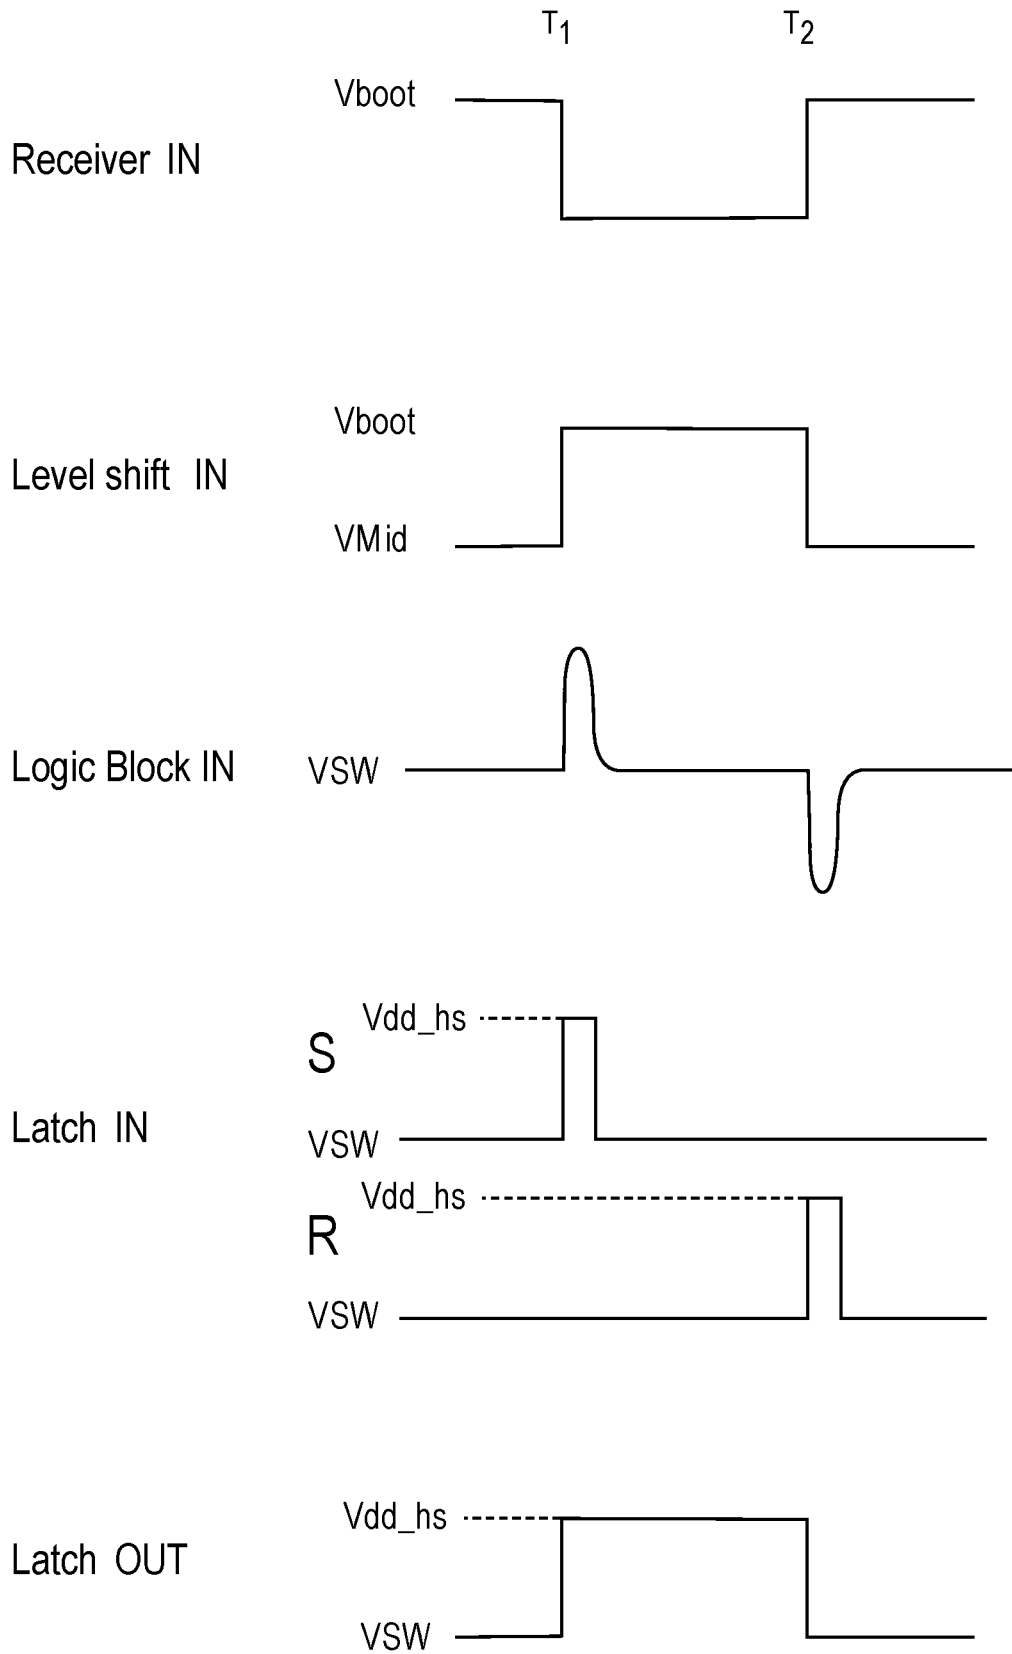 T1 T2
Vboot
Receiver IN
Vboot
Level shift IN
VMid
Logic Block IN VSW
Vdd_hs
S
Latch IN
VSW
Vdd_hs
R
VSW
Vdd_hs
Latch OUT
VSW